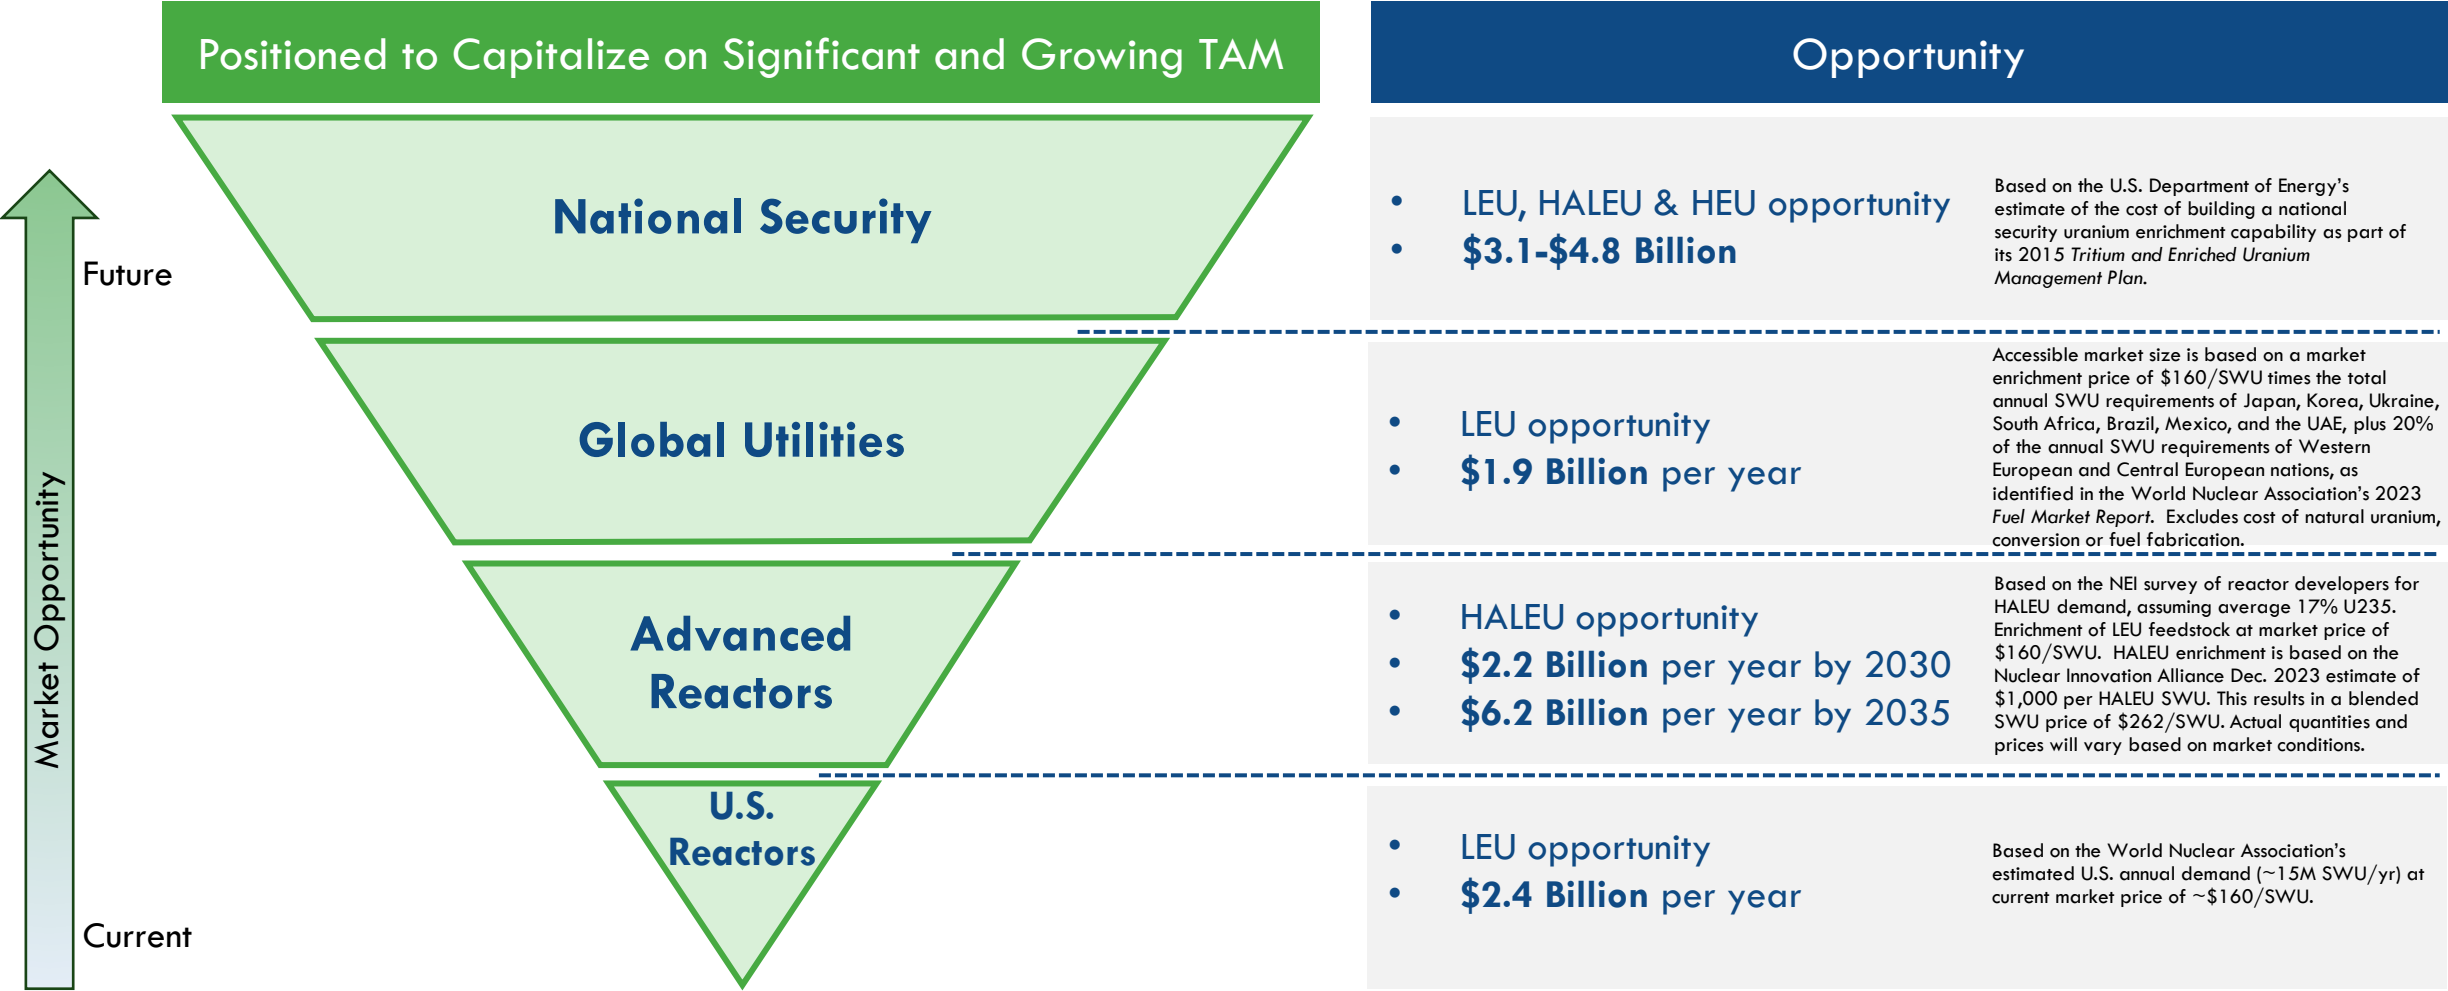 Positioned to Capitalize on Significant and Growing TAM
Opportunity
Market Opportunity
Future
Current
National Security
• LEU, HALEU & HEU opportunity
• $3.1-$4.8 Billion
Based on the U.S. Department of Energy’s
estimate of the cost of building a national
security uranium enrichment capability as part of
its 2015 Tritium and Enriched Uranium
Management Plan.
Global Utilities
• LEU opportunity
• $1.9 Billion per year
Accessible market size is based on a market
enrichment price of $160/SWU times the total
annual SWU requirements of Japan, Korea, Ukraine,
South Africa, Brazil, Mexico, and the UAE, plus 20%
of the annual SWU requirements of Western
European and Central European nations, as
identified in the World Nuclear Association’s 2023
Fuel Market Report. Excludes cost of natural uranium,
conversion or fuel fabrication.
Advanced
Reactors
• HALEU opportunity
• $2.2 Billion per year by 2030
• $6.2 Billion per year by 2035
Based on the NEI survey of reactor developers for
HALEU demand, assuming average 17% U235.
Enrichment of LEU feedstock at market price of
$160/SWU. HALEU enrichment is based on the
Nuclear Innovation Alliance Dec. 2023 estimate of
$1,000 per HALEU SWU. This results in a blended
SWU price of $262/SWU. Actual quantities and
prices will vary based on market conditions.
U.S.
Reactors
• LEU opportunity
• $2.4 Billion per year
Based on the World Nuclear Association’s
estimated U.S. annual demand (~15M SWU/yr) at
current market price of ~$160/SWU.